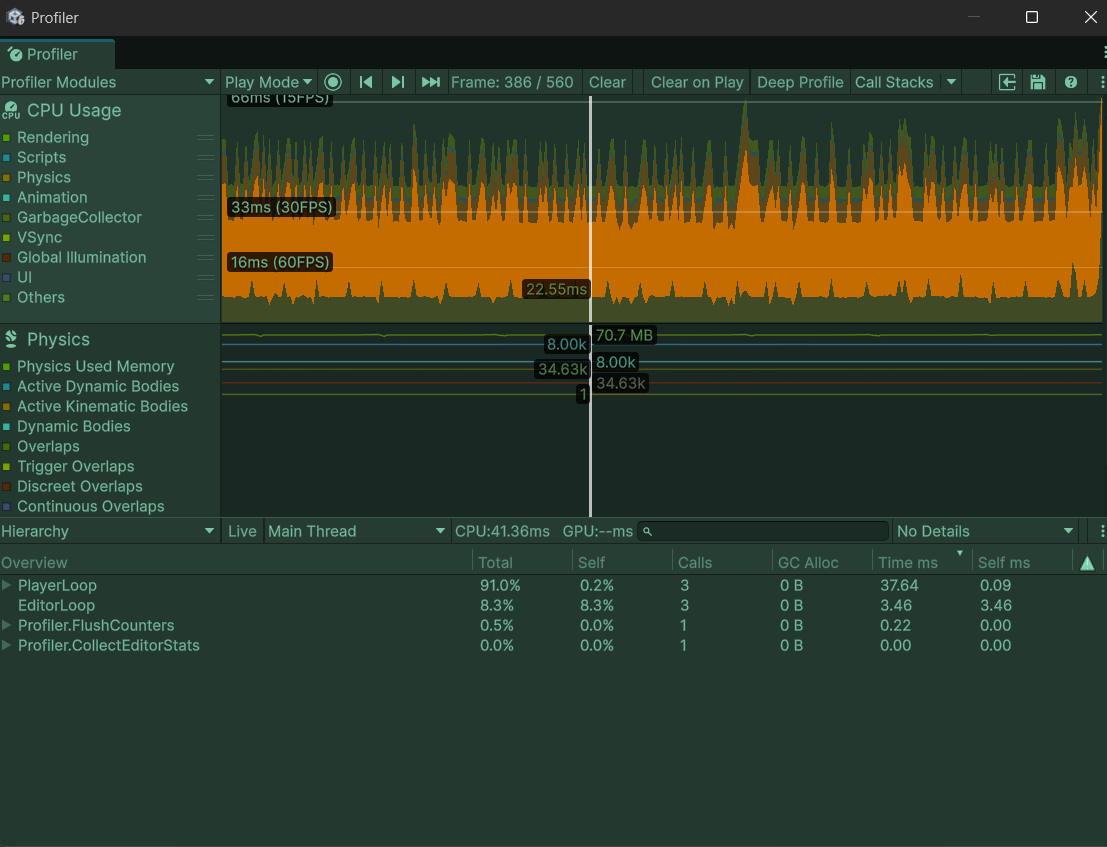 Profiler
Profiler
Profiler Modules Play Mode Frame: 386 / 560 Clear Clear on Play Deep Profile Call Stacks
CPU Usage
CPU
Rendering
Scripts
Physics
Animation
GarbageCollector
VSync
Global Illumination
UI
Others
66ms (15FPS)
33ms (30FPS)
16ms (60FPS)
22.55ms
Physics
Physics Used Memory
Active Dynamic Bodies
Active Kinematic Bodies
Dynamic Bodies
Overlaps
Trigger Overlaps
Discreet Overlaps
Continuous Overlaps
70.7 MB
8.00k
8.00k
34.63k
34.63k
1
Hierarchy Live Main Thread CPU:41.36ms GPU:--ms No Details
Overview Total Self Calls GC Alloc Time ms Self ms
PlayerLoop 91.0% 0.2% 3 0 B 37.64 0.09
EditorLoop 8.3% 8.3% 3 0 B 3.46 3.46
Profiler.FlushCounters 0.5% 0.0% 1 0 B 0.22 0.00
Profiler.CollectEditorStats 0.0% 0.0% 1 0 B 0.00 0.00